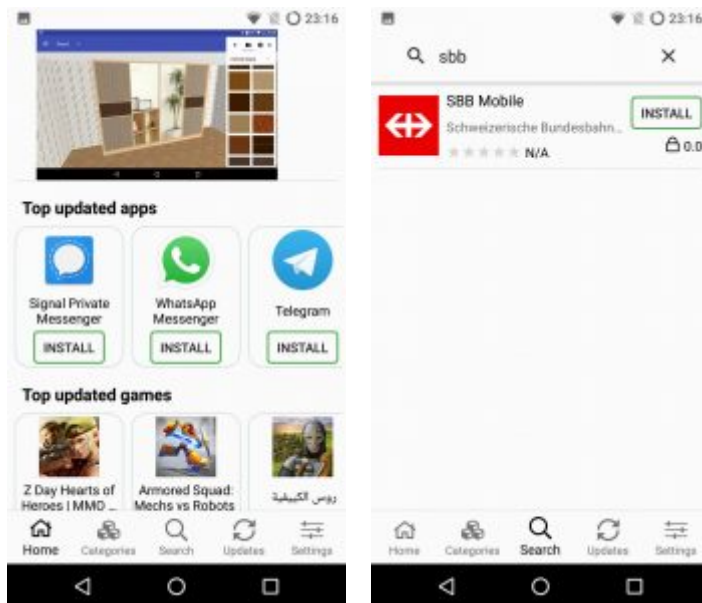 23:16
Top updated apps
Signal Private
Messenger
INSTALL
WhatsApp
Messenger
INSTALL
Telegram
INSTALL
Top updated games
Z Day Hearts of
Heroes | MMO ...
Armored Squad:
Mechs vs Robots
Home
Categories
Search
Updates
Settings
23:16
sbb
SBB Mobile
Schweizerische Bundesbahn...
N/A
INSTALL
0.0
Home
Categories
Search
Updates
Settings